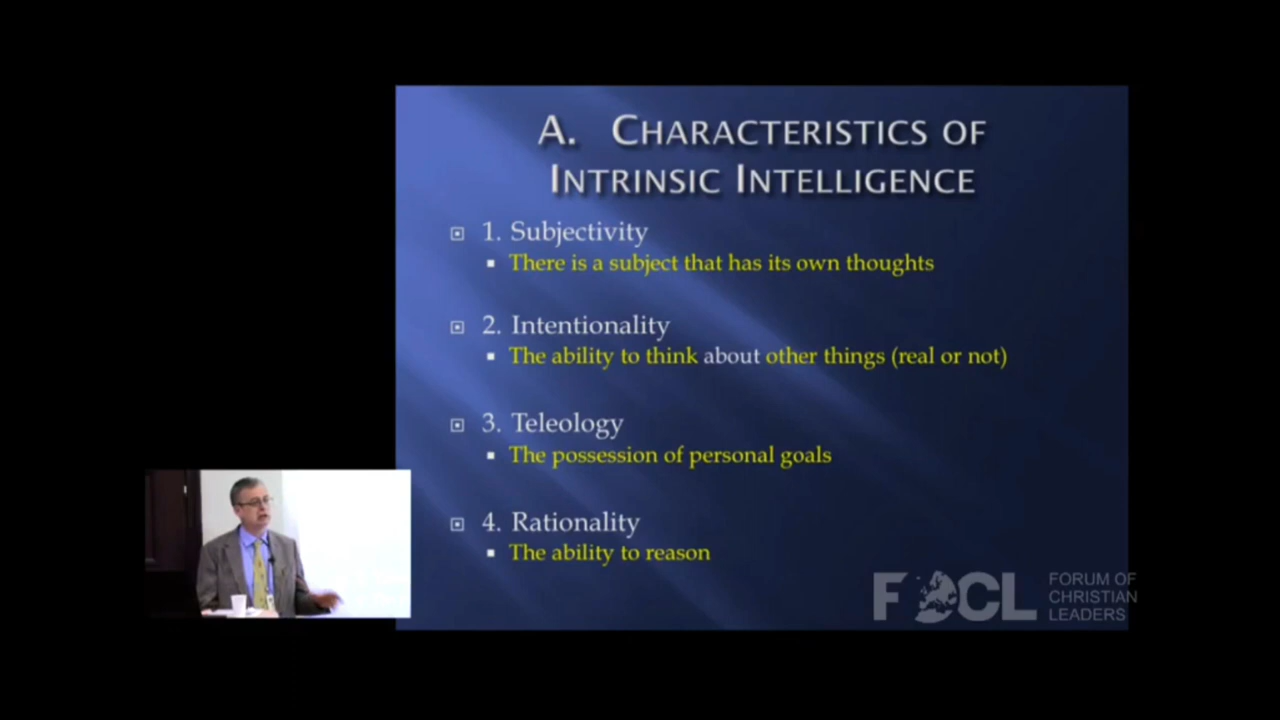 A. CHARACTERISTICS OF
INTRINSIC INTELLIGENCE
1. Subjectivity
There is a subject that has its own thoughts
2. Intentionality
The ability to think about other things (real or not)
3. Teleology
The possession of personal goals
4. Rationality
The ability to reason
FOCL
FORUM OF
CHRISTIAN
LEADERS